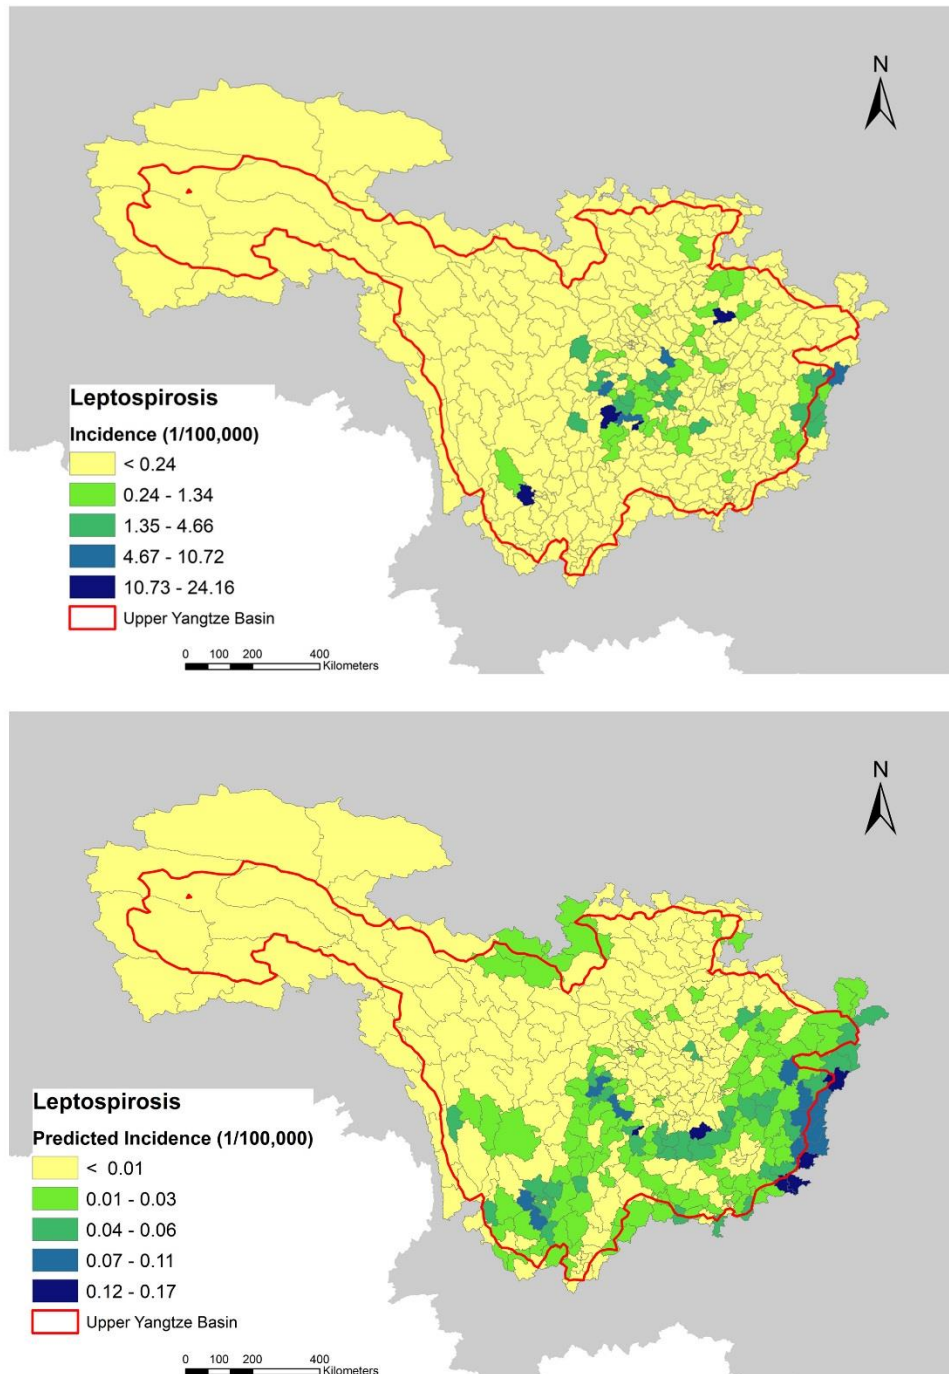 N
Leptospirosis
Incidence (1/100,000)
< 0.24
0.24 - 1.34
1.35 - 4.66
4.67 - 10.72
10.73 - 24.16
Upper Yangtze Basin
0 100 200 400
Kilometers
N
Leptospirosis
Predicted Incidence (1/100,000)
< 0.01
0.01 - 0.03
0.04 - 0.06
0.07 - 0.11
0.12 - 0.17
Upper Yangtze Basin
0 100 200 400
Kilometers